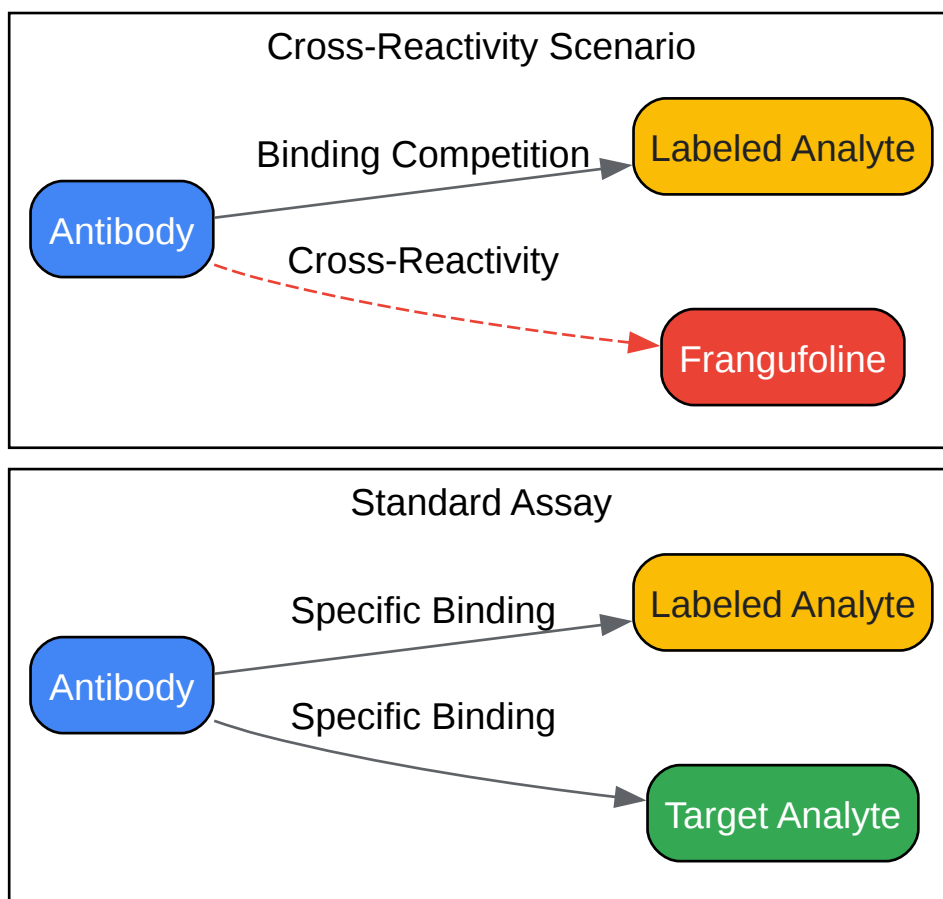 Cross-Reactivity Scenario
Binding Competition
Labeled Analyte
Antibody
Cross-Reactivity
Frangufoline
Standard Assay
Specific Binding
Labeled Analyte
Antibody
Specific Binding
Target Analyte